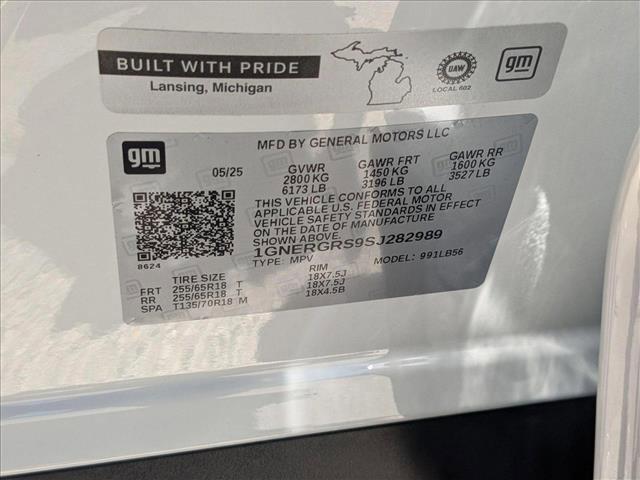 BUILT WITH PRIDE
Lansing, Michigan
UAW
LOCAL 602
gm
gm
MFD BY GENERAL MOTORS LLC
05/25 GVWR GAWR FRT GAWR RR
2800 KG 1450 KG 1600 KG
6173 LB 3196 LB 3527 LB
THIS VEHICLE CONFORMS TO ALL
APPLICABLE U.S. FEDERAL MOTOR
VEHICLE SAFETY STANDARDS IN
EFFECT ON THE DATE OF MANUFACTURE
SHOWN ABOVE.
1GNERGRS9SJ282989
TYPE: MPV MODEL: 991LB56
8624
TIRE SIZE RIM
FRT 255/65R18 T 18X7.5J
RR 255/65R18 T 18X7.5J
SPA T135/70R18 M 18X4.5B